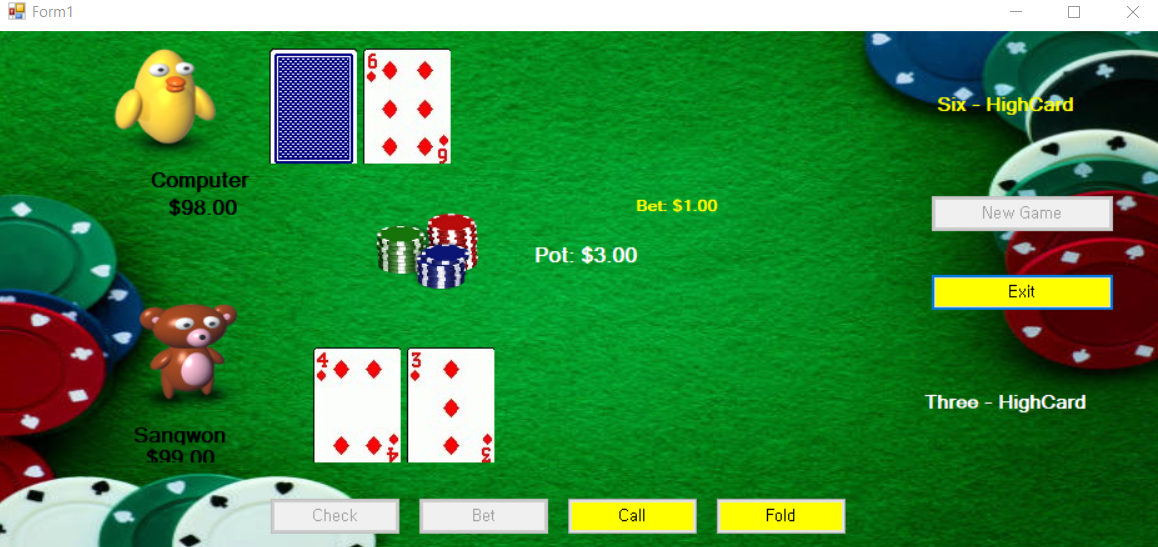 Form1
6
9
Six - HighCard
Computer
$98.00
Bet: $1.00
New Game
Pot: $3.00
Exit
4
3
4
3
Three - HighCard
Sanqwon
$99.00
Check
Bet
Call
Fold